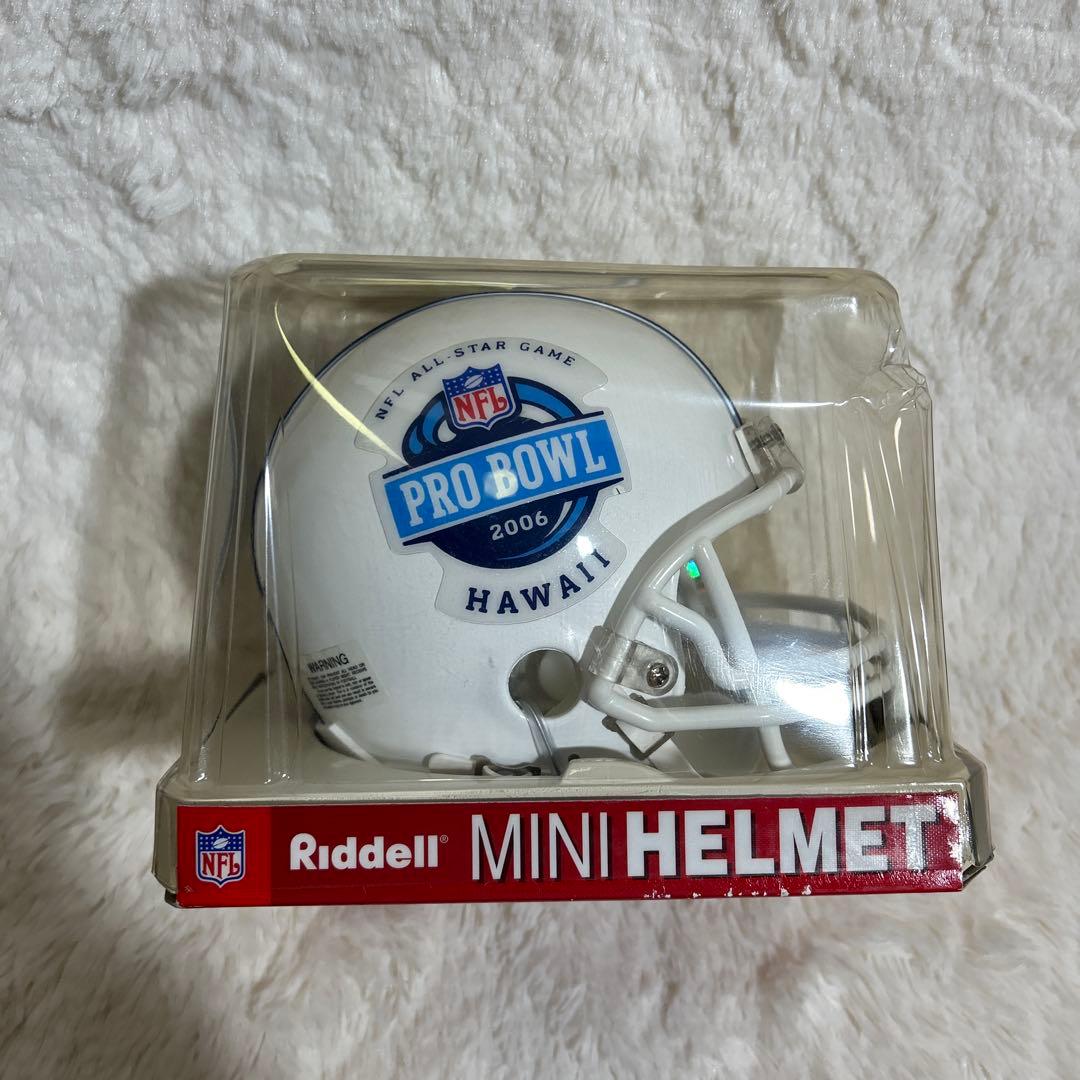 NFL ALL-STAR GAME
NFL
PRO BOWL
2006
HAWAII
WARNING
NFL
Riddell®
MINI HELMET